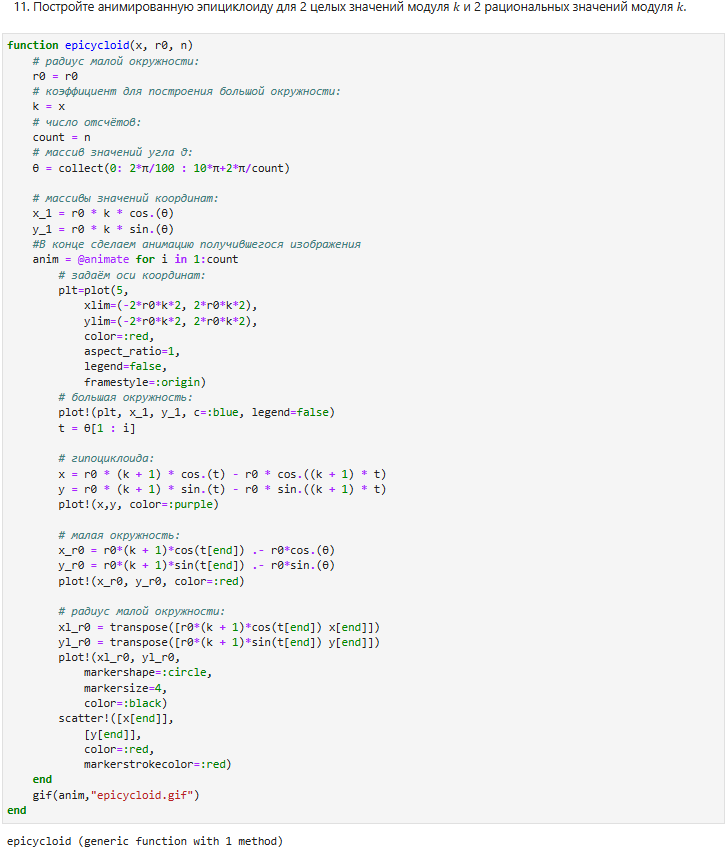 11. Постройте анимированную эпициклоиду для 2 целых значений модуля k и 2 рациональных значений модуля k.
function epicycloid(x, r0, n)
    # радиус малой окружности:
    r0 = r0
    # коэффициент для построения большой окружности:
    k = x
    # число отсчётов:
    count = n
    # массив значений угла θ:
    θ = collect(0: 2*π/100 : 10*π+2*π/count)

    # массивы значений координат:
    x_1 = r0 * k * cos.(θ)
    y_1 = r0 * k * sin.(θ)
    #В конце сделаем анимацию получившегося изображения
    anim = @animate for i in 1:count
        # задаём оси координат:
        plt=plot(5,
            xlim=(-2*r0*k*2, 2*r0*k*2),
            ylim=(-2*r0*k*2, 2*r0*k*2),
            color=:red,
            aspect_ratio=1,
            legend=false,
            framestyle=:origin)
        # большая окружность:
        plot!(plt, x_1, y_1, c=:blue, legend=false)
        t = θ[1 : i]

        # гипоциклоида:
        x = r0 * (k + 1) * cos.(t) - r0 * cos.((k + 1) * t)
        y = r0 * (k + 1) * sin.(t) - r0 * sin.((k + 1) * t)
        plot!(x,y, color=:purple)

        # малая окружность:
        x_r0 = r0*(k + 1)*cos(t[end]) .- r0*cos.(θ)
        y_r0 = r0*(k + 1)*sin(t[end]) .- r0*sin.(θ)
        plot!(x_r0, y_r0, color=:red)

        # радиус малой окружности:
        xl_r0 = transpose([r0*(k + 1)*cos(t[end]) x[end]])
        yl_r0 = transpose([r0*(k + 1)*sin(t[end]) y[end]])
        plot!(xl_r0, yl_r0,
            markershape=:circle,
            markersize=4,
            color=:black)
        scatter!([x[end]],
            [y[end]],
            color=:red,
            markerstrokecolor=:red)
    end
    gif(anim,"epicycloid.gif")
end
epicycloid (generic function with 1 method)